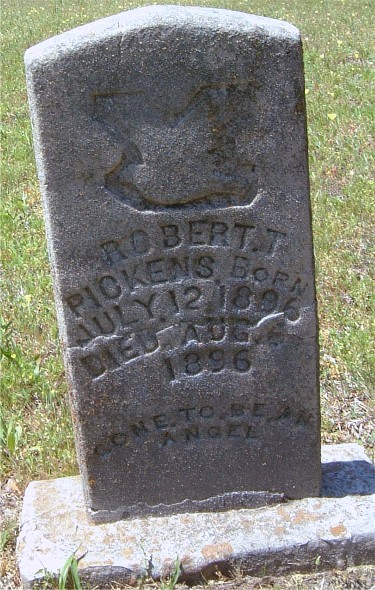 ROBERT.T
PICKENS. BORN
JULY.12 1896
DIED. AUG.
1896
GONE.TO.BE.AN
ANGEL